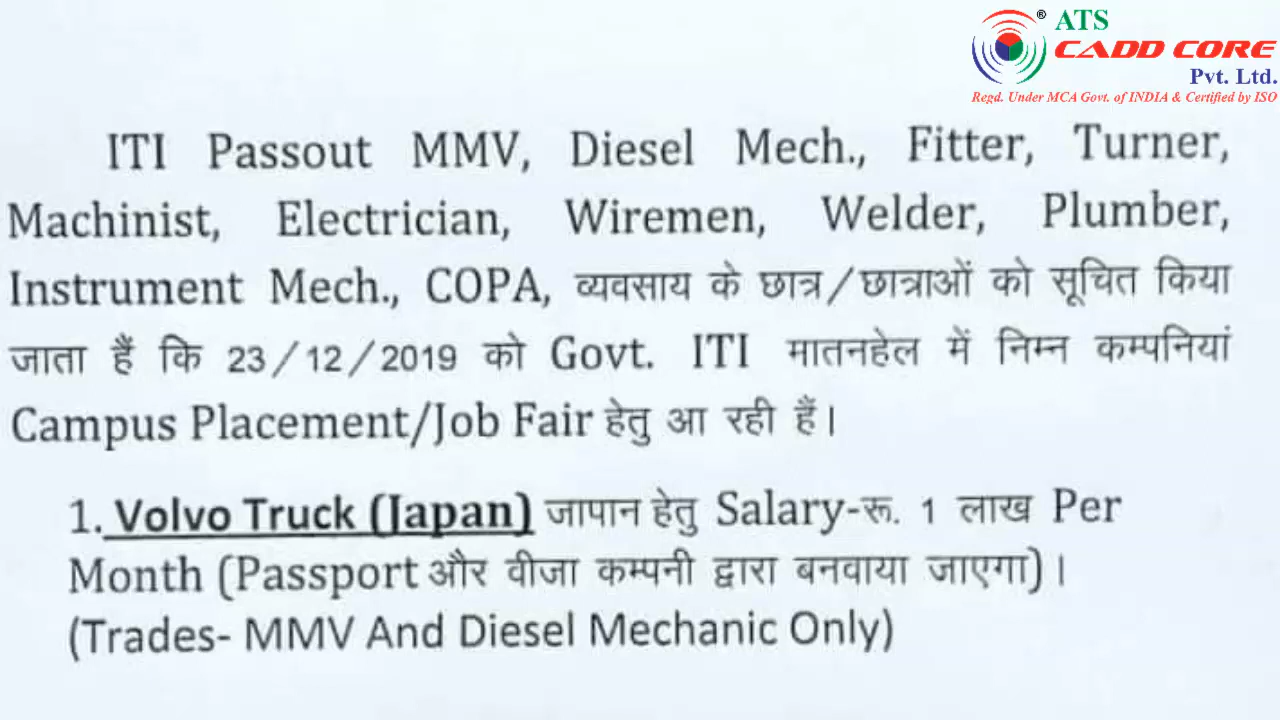 ATS
CADD CORE
Pvt. Ltd.
Regd. Under MCA Govt. of INDIA & Certified by ISO
ITI Passout MMV, Diesel Mech., Fitter, Turner,
Machinist, Electrician, Wiremen, Welder, Plumber,
Instrument Mech., COPA, व्यवसाय के छात्र/छात्राओं को सूचित किया
जाता हैं कि 23/12/2019 को Govt. ITI मातनहेल में निम्न कम्पनियां
Campus Placement/Job Fair हेतु आ रही हैं।
1. Volvo Truck (Japan) जापान हेतु Salary-रू. 1 लाख Per
Month (Passport और वीजा कम्पनी द्वारा बनवाया जाएगा)।
(Trades- MMV And Diesel Mechanic Only)